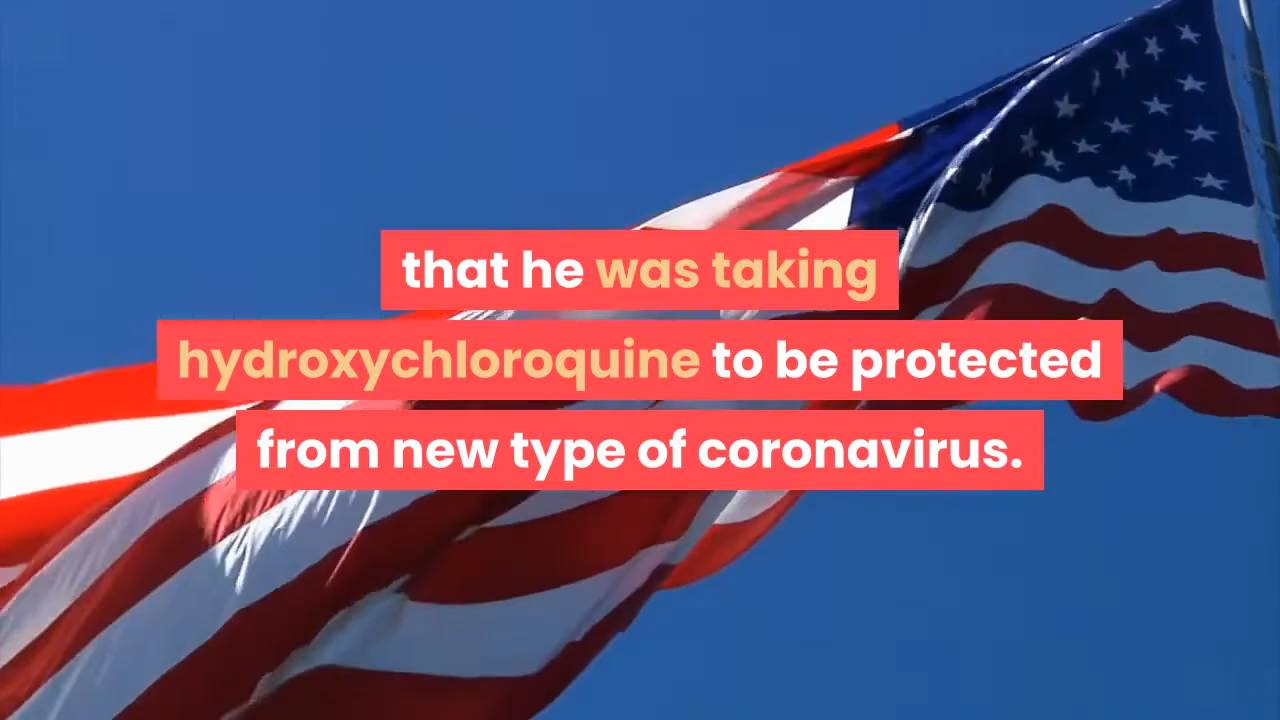 that he was taking
hydroxychloroquine to be protected
from new type of coronavirus.